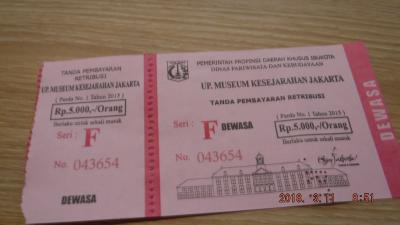 TANDA PEMBAYARAN
RETRIBUSI
UP. MUSEUM KESEJARAHAN JAKARTA
( Perda No. 1 Tahun 2015 )
Rp.5.000,-/Orang
Berlaku untuk sekali masuk
Seri : F
No. 043654
DEWASA
PEMERINTAH PROPINSI DAERAH KHUSUS IBUKOTA
DINAS PARIWISATA DAN KEBUDAYAAN
UP. MUSEUM KESEJARAHAN JAKARTA
TANDA PEMBAYARAN RETRIBUSI
( Perda No. 1 Tahun 2015 )
Seri : F DEWASA
Rp.5.000,-/Orang
Berlaku untuk sekali masuk
No. 043654
DEWASA